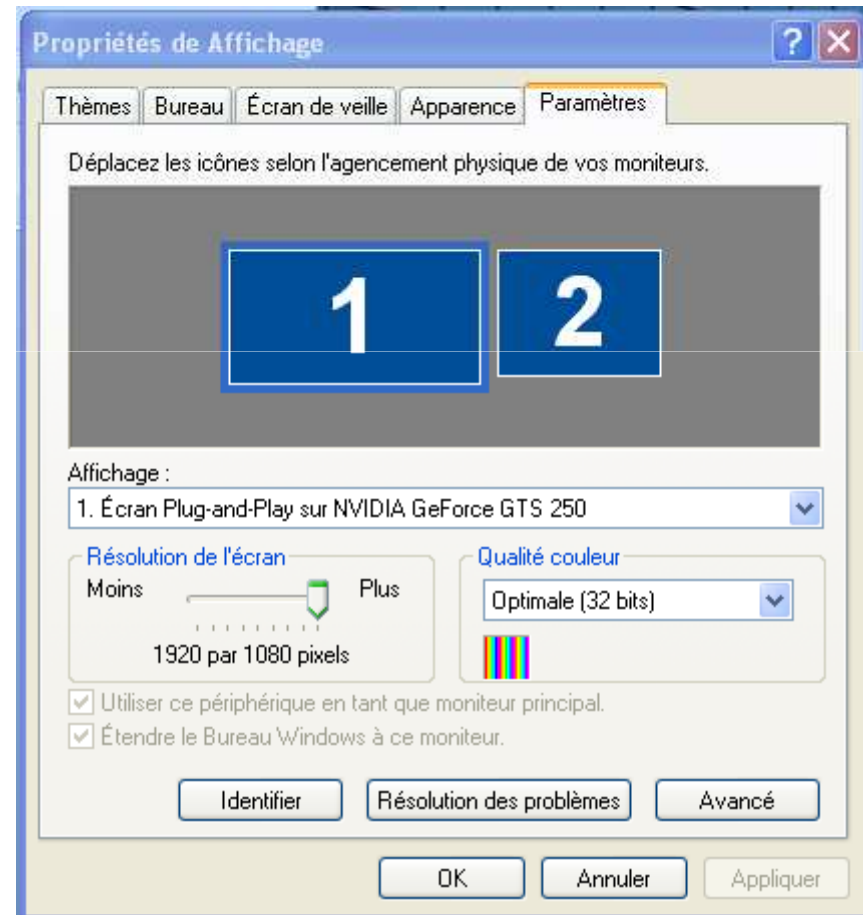 Propriétés de Affichage
Thèmes Bureau Écran de veille Apparence Paramètres
Déplacez les icônes selon l'agencement physique de vos moniteurs.
1 2
Affichage :
1. Écran Plug-and-Play sur NVIDIA GeForce GTS 250
Résolution de l'écran Qualité couleur
Moins Plus Optimale (32 bits)
1920 par 1080 pixels
Utiliser ce périphérique en tant que moniteur principal.
Étendre le Bureau Windows à ce moniteur.
Identifier Résolution des problèmes Avancé
OK Annuler Appliquer